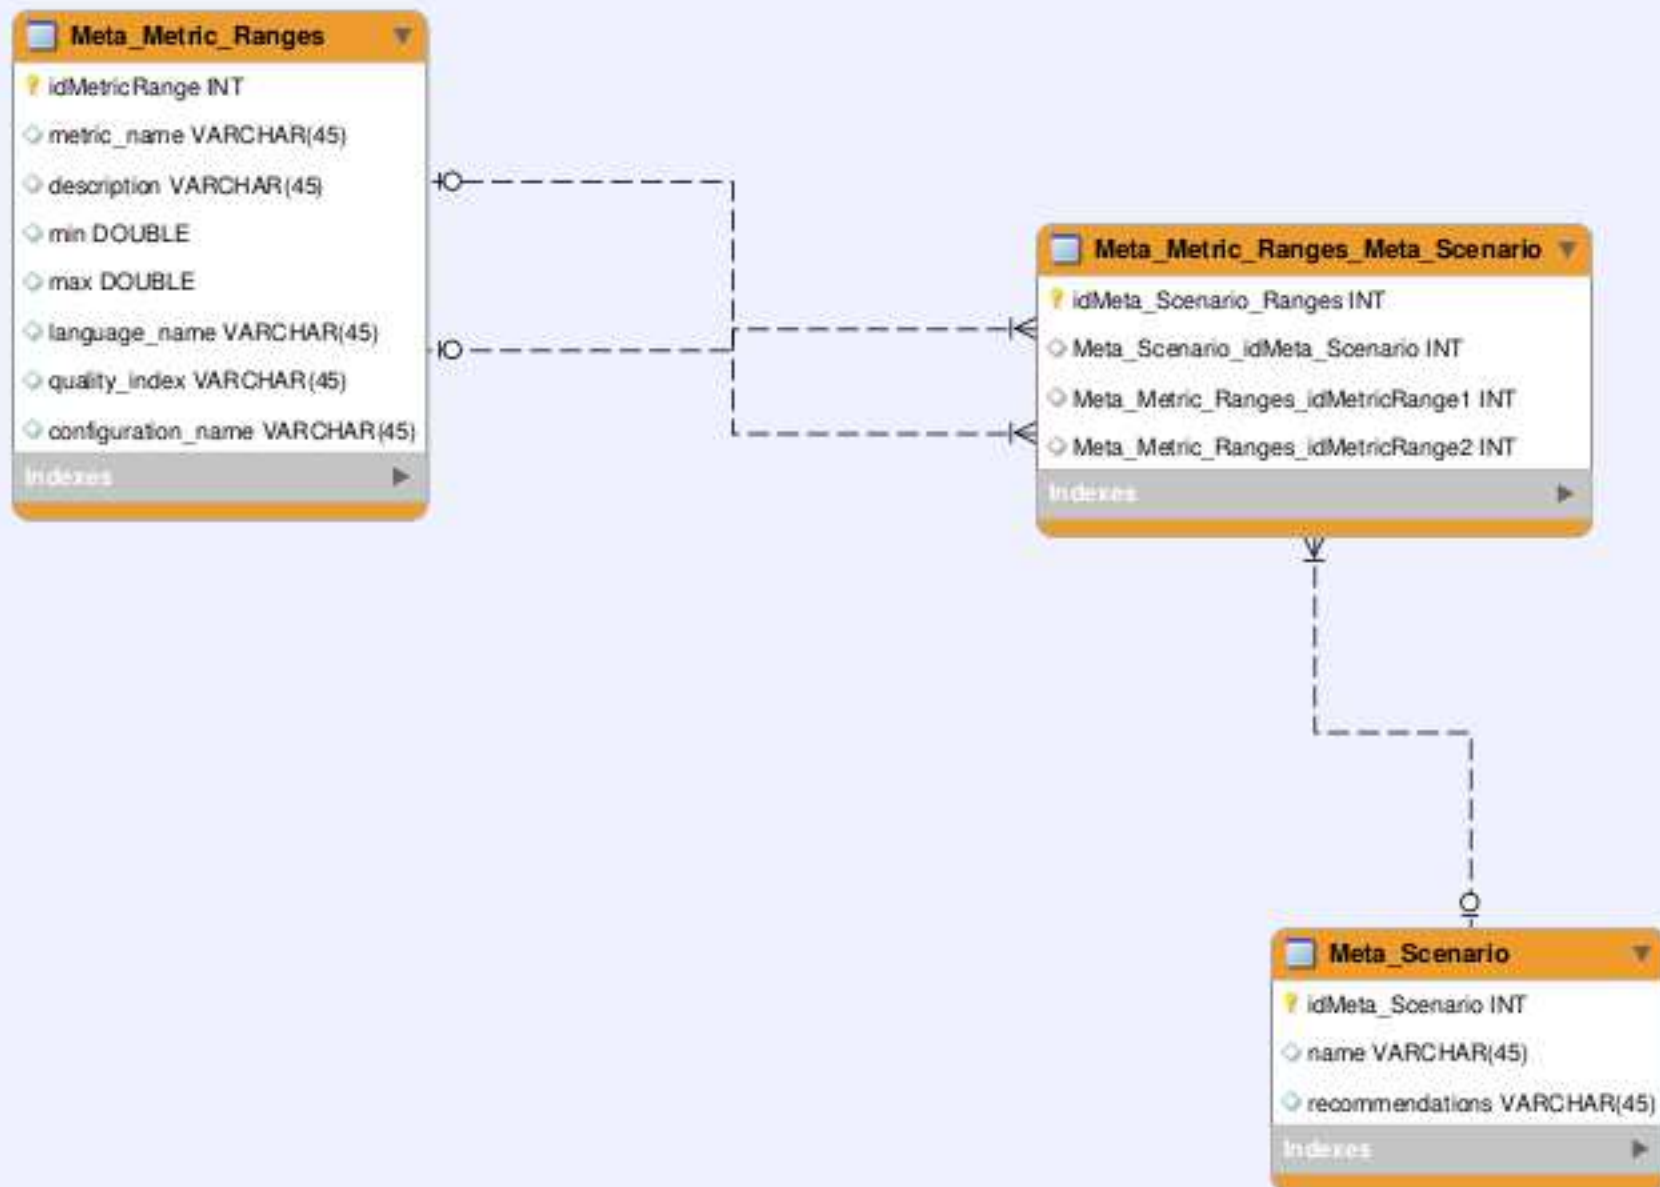 Meta_Metric_Ranges
idMetricRange INT
metric_name VARCHAR(45)
description VARCHAR(45)
min DOUBLE
max DOUBLE
language_name VARCHAR(45)
quality_index VARCHAR(45)
configuration_name VARCHAR(45)
Indexes
Meta_Metric_Ranges_Meta_Scenario
idMeta_Scenario_Ranges INT
Meta_Scenario_idMeta_Scenario INT
Meta_Metric_Ranges_idMetricRange1 INT
Meta_Metric_Ranges_idMetricRange2 INT
Indexes
Meta_Scenario
idMeta_Scenario INT
name VARCHAR(45)
recommendations VARCHAR(45)
Indexes